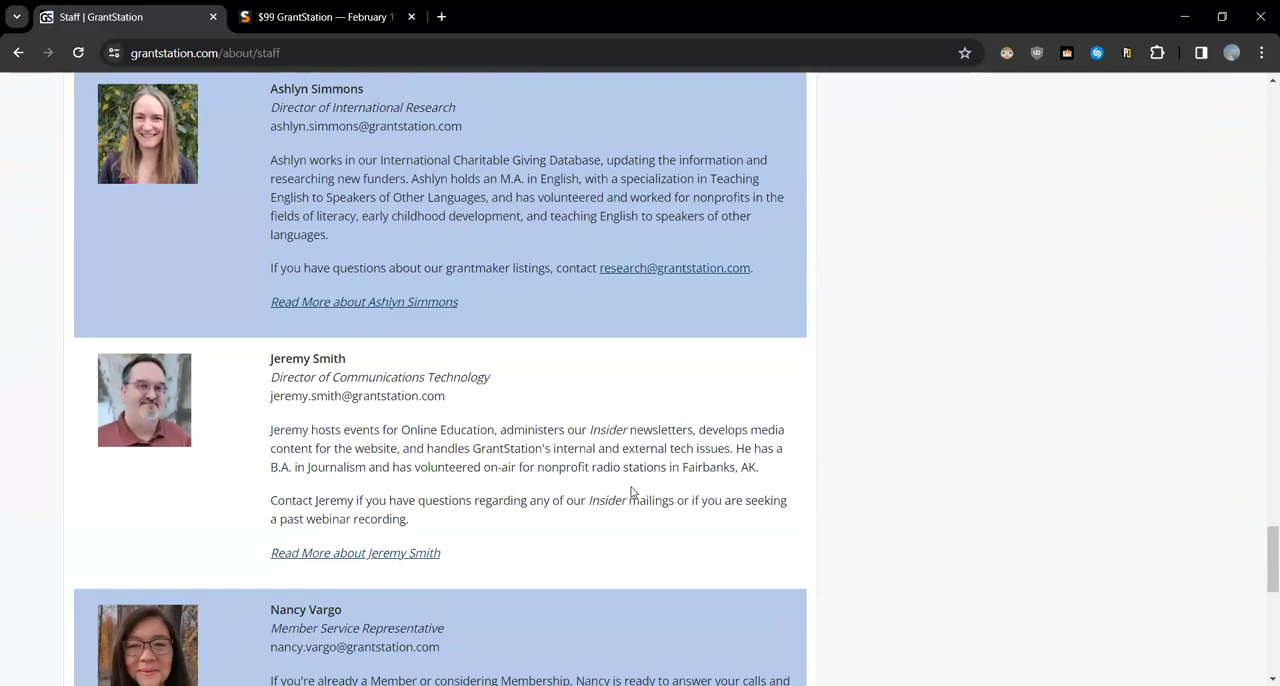 Staff | GrantStation
$99 GrantStation — February 1
grantstation.com/about/staff
Ashlyn Simmons
Director of International Research
ashlyn.simmons@grantstation.com
Ashlyn works in our International Charitable Giving Database, updating the information and
researching new funders. Ashlyn holds an M.A. in English, with a specialization in Teaching
English to Speakers of Other Languages, and has volunteered and worked for nonprofits in the
fields of literacy, early childhood development, and teaching English to speakers of other
languages.
If you have questions about our grantmaker listings, contact research@grantstation.com.
Read More about Ashlyn Simmons
Jeremy Smith
Director of Communications Technology
jeremy.smith@grantstation.com
Jeremy hosts events for Online Education, administers our Insider newsletters, develops media
content for the website, and handles GrantStation's internal and external tech issues. He has a
B.A. in Journalism and has volunteered on-air for nonprofit radio stations in Fairbanks, AK.
Contact Jeremy if you have questions regarding any of our Insider mailings or if you are seeking
a past webinar recording.
Read More about Jeremy Smith
Nancy Vargo
Member Service Representative
nancy.vargo@grantstation.com
If you're already a Member or considering Membership, Nancy is ready to answer your calls and